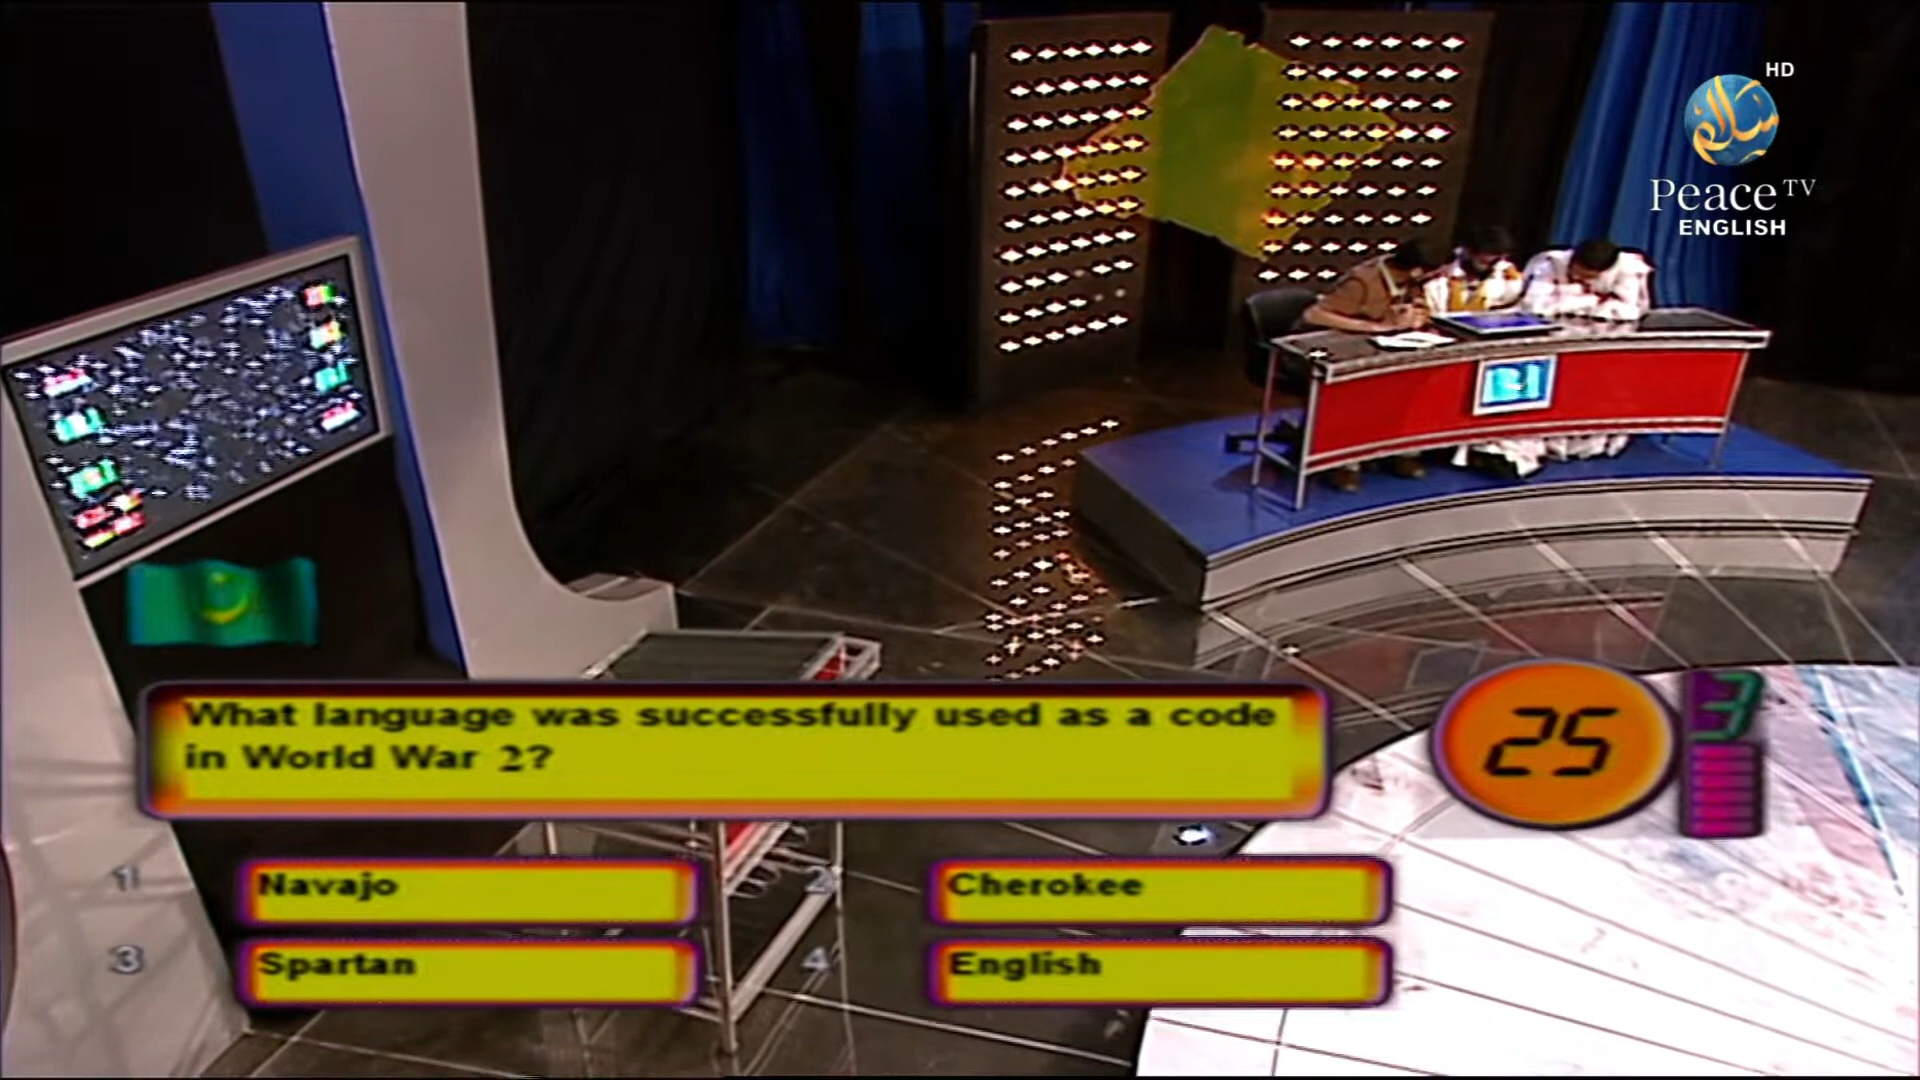 HD
سلام
Peace TV
ENGLISH
What language was successfully used as a code
in World War 2?
25
3
1 Navajo
2 Cherokee
3 Spartan
4 English